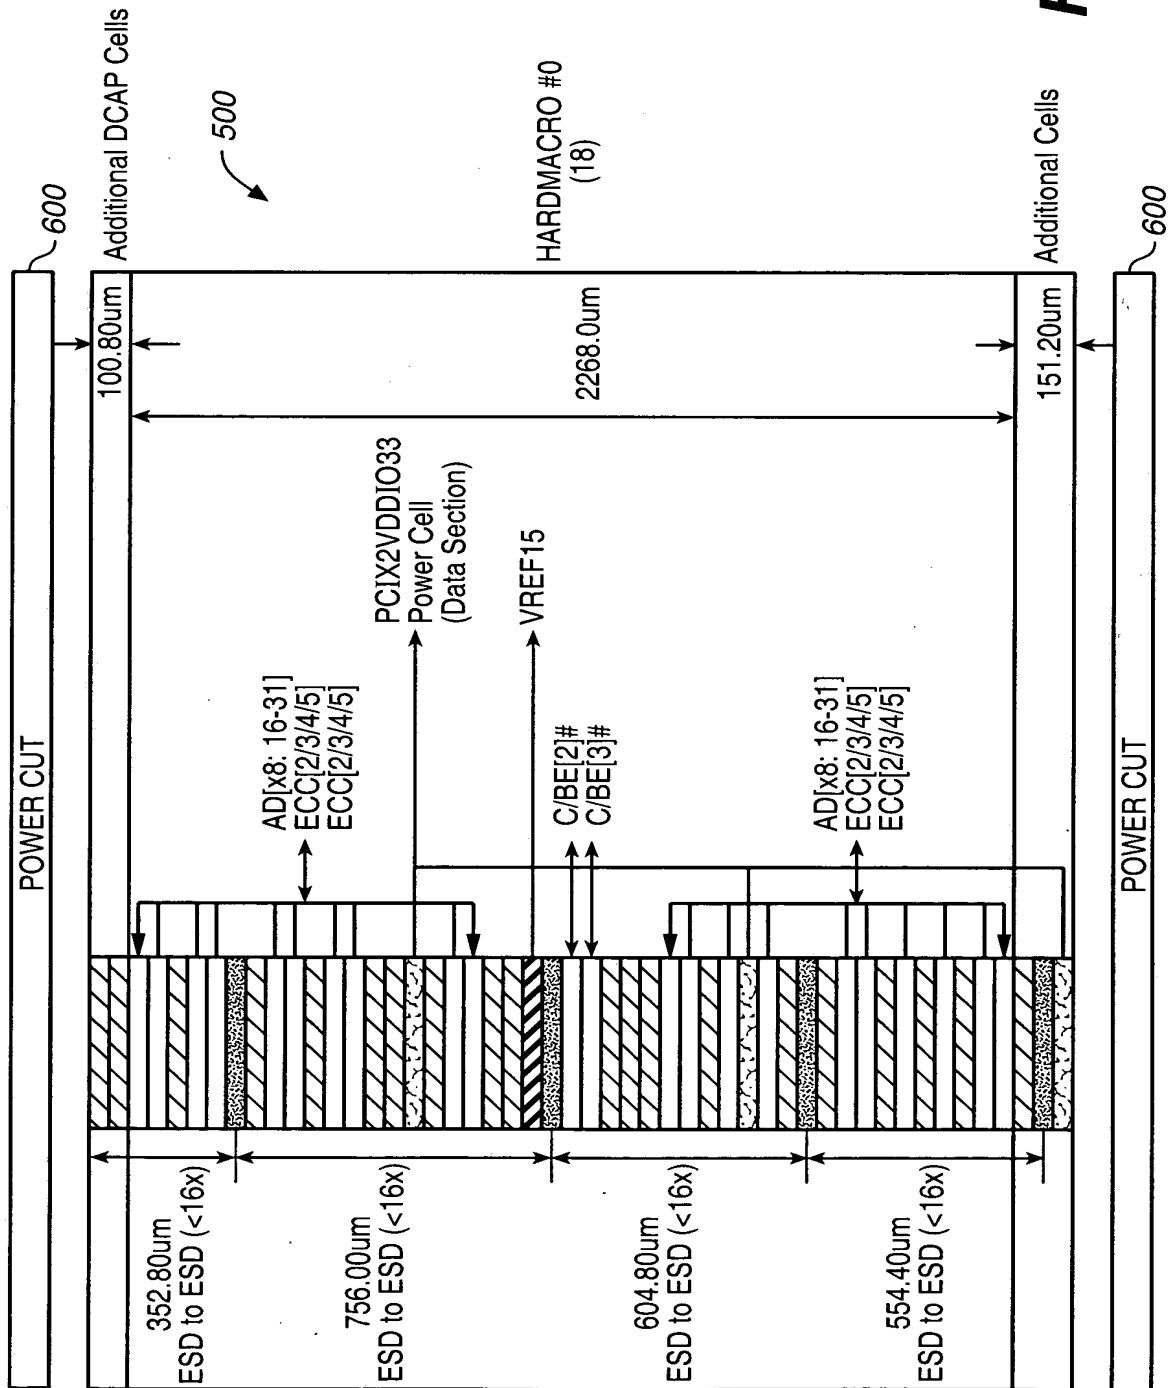 POWER CUT
600
Additional DCAP Cells
100.80um
500
HARDMACRO #0
(18)
2268.0um
PCIX2VDDIO33
Power Cell
(Data Section)
VREF15
AD[x8: 16-31]
ECC[2/3/4/5]
ECC[2/3/4/5]
C/BE[2]#
C/BE[3]#
AD[x8: 16-31]
ECC[2/3/4/5]
ECC[2/3/4/5]
352.80um
ESD to ESD (<16x)
756.00um
ESD to ESD (<16x)
604.80um
ESD to ESD (<16x)
554.40um
ESD to ESD (<16x)
Additional Cells
151.20um
POWER CUT
600